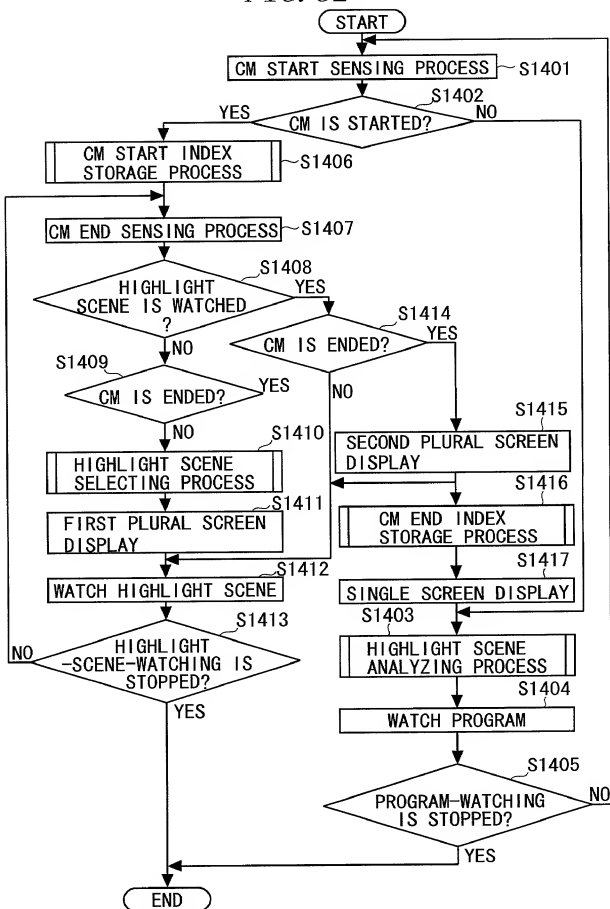 START
CM START SENSING PROCESS
S1401
S1402
YES
CM IS STARTED?
NO
CM START INDEX
STORAGE PROCESS
S1406
CM END SENSING PROCESS
S1407
S1408
HIGHLIGHT
SCENE IS WATCHED
?
YES
NO
S1414
CM IS ENDED?
YES
NO
S1409
CM IS ENDED?
YES
NO
S1410
HIGHLIGHT SCENE
SELECTING PROCESS
S1411
FIRST PLURAL SCREEN
DISPLAY
S1412
WATCH HIGHLIGHT SCENE
S1413
HIGHLIGHT
-SCENE-WATCHING IS
STOPPED?
NO
YES
S1415
SECOND PLURAL SCREEN
DISPLAY
S1416
CM END INDEX
STORAGE PROCESS
S1417
SINGLE SCREEN DISPLAY
S1403
HIGHLIGHT SCENE
ANALYZING PROCESS
S1404
WATCH PROGRAM
S1405
PROGRAM-WATCHING
IS STOPPED?
NO
YES
END